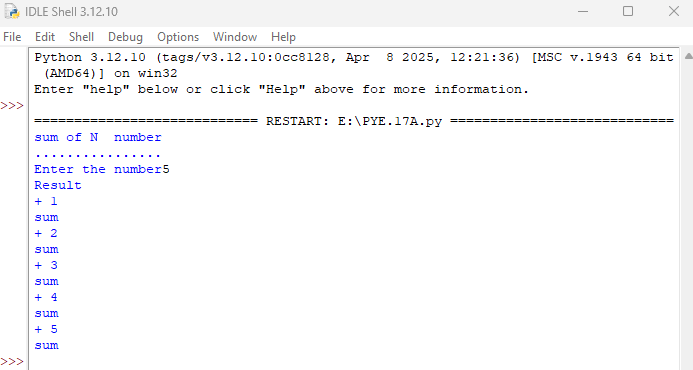 IDLE Shell 3.12.10
File Edit Shell Debug Options Window Help
Python 3.12.10 (tags/v3.12.10:0cc8128, Apr  8 2025, 12:21:36) [MSC v.1943 64 bit
 (AMD64)] on win32
Enter "help" below or click "Help" above for more information.
>>>
============================ RESTART: E:\PYE.17A.py ============================
sum of N  number
................
Enter the number5
Result
+ 1
sum
+ 2
sum
+ 3
sum
+ 4
sum
+ 5
sum
>>>